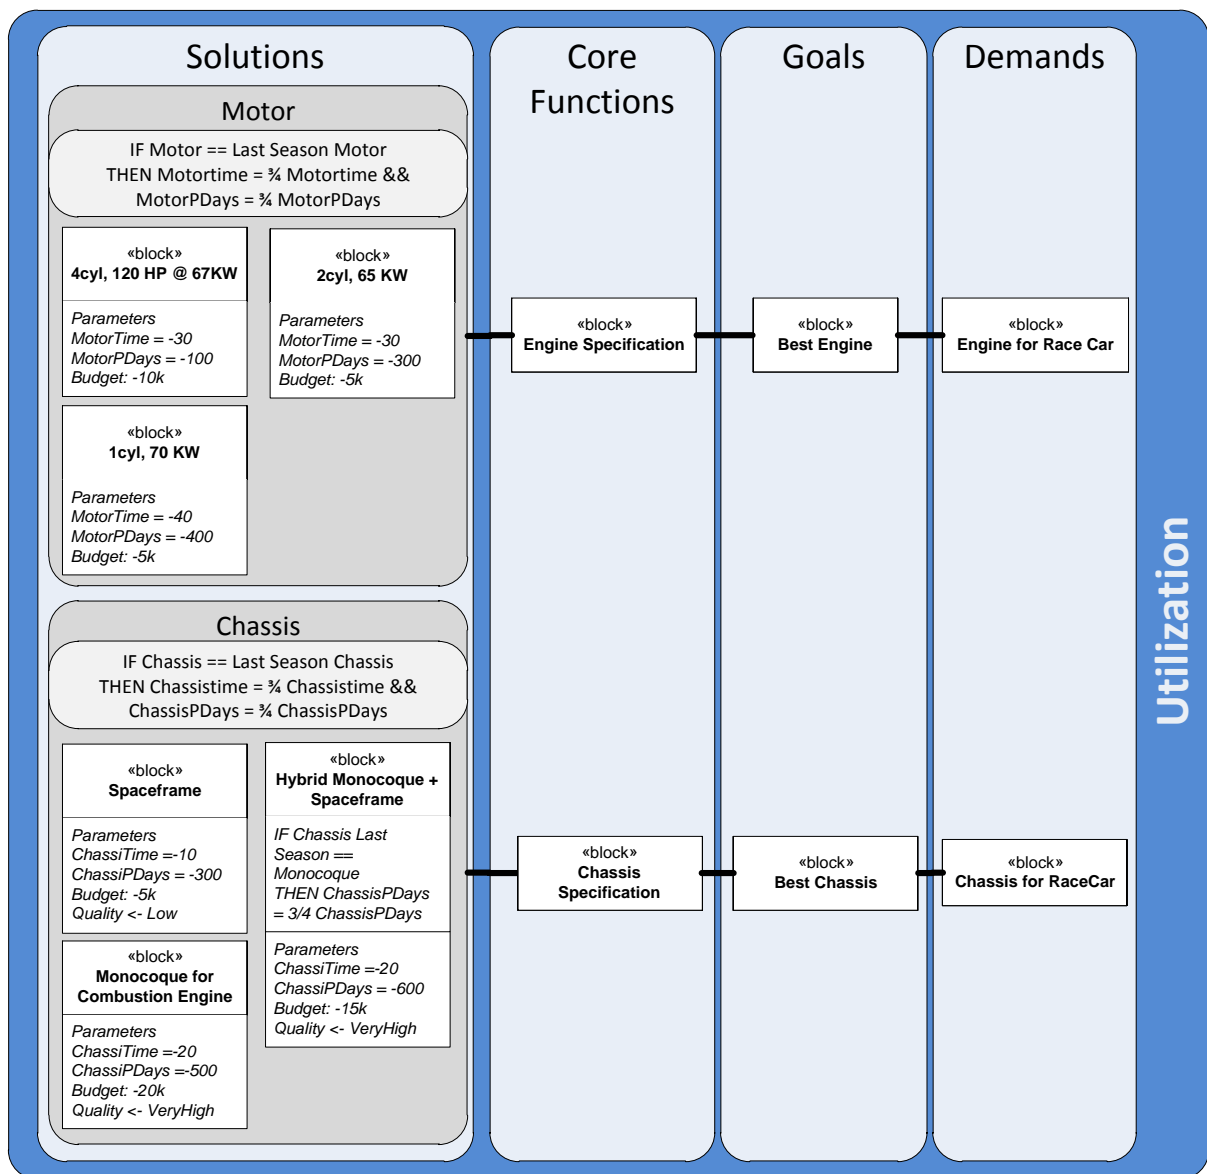 Solutions
Motor
IF Motor == Last Season Motor
THEN Motortime = ¾ Motortime &&
MotorPDays = ¾ MotorPDays
«block»
4cyl, 120 HP @ 67KW
Parameters
MotorTime = -30
MotorPDays = -100
Budget: -10k
«block»
2cyl, 65 KW
Parameters
MotorTime = -30
MotorPDays = -300
Budget: -5k
«block»
1cyl, 70 KW
Parameters
MotorTime = -40
MotorPDays = -400
Budget: -5k
Chassis
IF Chassis == Last Season Chassis
THEN Chassistime = ¾ Chassistime &&
ChassisPDays = ¾ ChassisPDays
«block»
Spaceframe
Parameters
ChassiTime =-10
ChassiPDays = -300
Budget: -5k
Quality <- Low
«block»
Hybrid Monocoque +
Spaceframe
IF Chassis Last
Season ==
Monocoque
THEN ChassisPDays
= 3/4 ChassisPDays
Parameters
ChassiTime =-20
ChassiPDays = -600
Budget: -15k
Quality <- VeryHigh
«block»
Monocoque for
Combustion Engine
Parameters
ChassiTime =-20
ChassiPDays =-500
Budget: -20k
Quality <- VeryHigh
Core
Functions
«block»
Engine Specification
«block»
Chassis
Specification
Goals
«block»
Best Engine
«block»
Best Chassis
Demands
«block»
Engine for Race Car
«block»
Chassis for RaceCar
Utilization